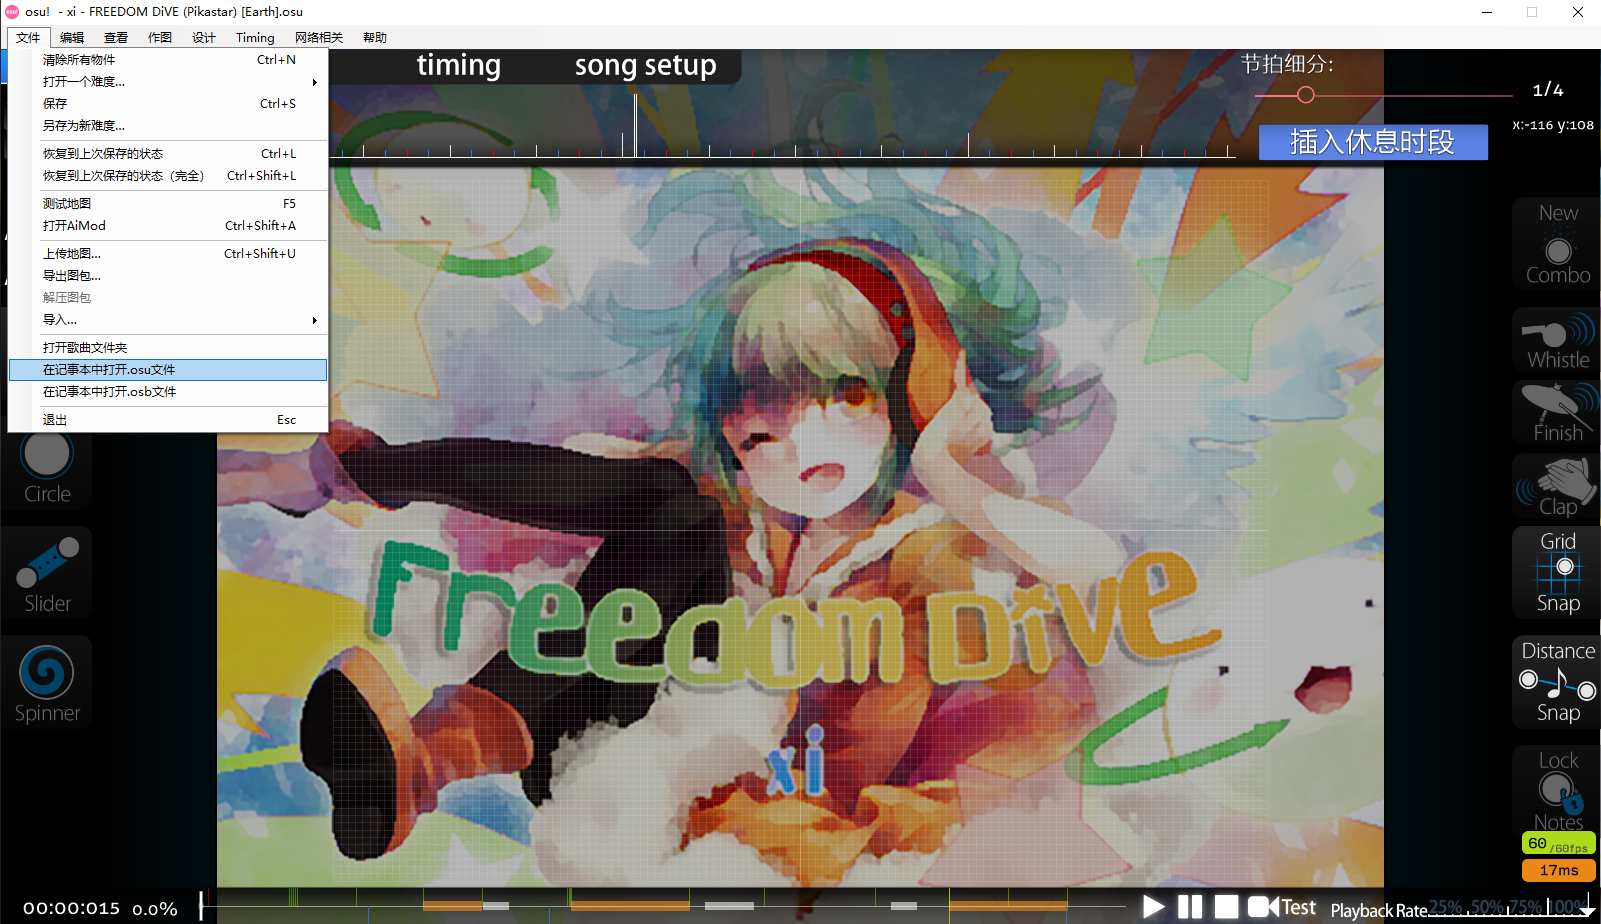 osu! - xi - FREEDOM DiVE (Pikastar) [Earth].osu
文件 编辑 查看 作图 设计 Timing 网络相关 帮助
清除所有物件 Ctrl+N
打开一个难度...
保存 Ctrl+S
另存为新难度...
恢复到上次保存的状态 Ctrl+L
恢复到上次保存的状态（完全） Ctrl+Shift+L
测试地图 F5
打开AiMod Ctrl+Shift+A
上传地图... Ctrl+Shift+U
导出图包...
解压图包
导入...
打开歌曲文件夹
在记事本中打开.osu文件
在记事本中打开.osb文件
退出 Esc
timing song setup
节拍细分:
1/4
x:-116 y:108
插入休息时段
New
Combo
Whistle
Finish
Clap
Grid
Snap
Distance
Snap
Lock
Notes
Circle
Slider
Spinner
Freedom Dive
xi
60 /60fps
17ms
00:00:015 0.0%
Test
Playback Rate 25% 50% 75% 100%